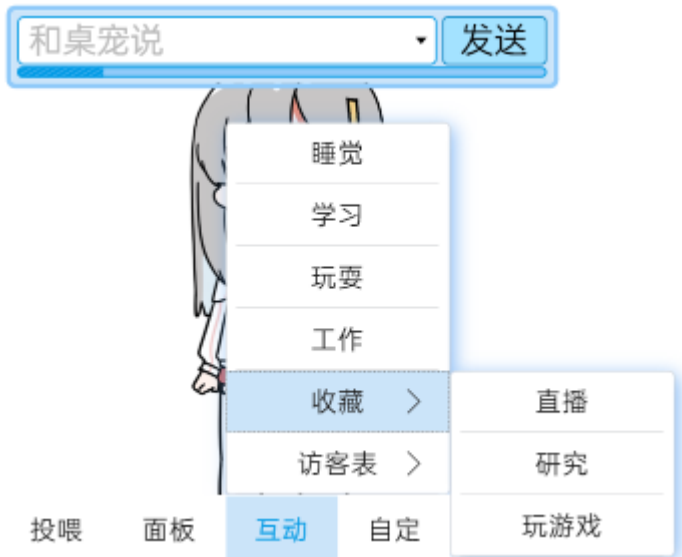 和桌宠说
发送
睡觉
学习
玩耍
工作
收藏
直播
访客表
研究
投喂
面板
互动
自定
玩游戏